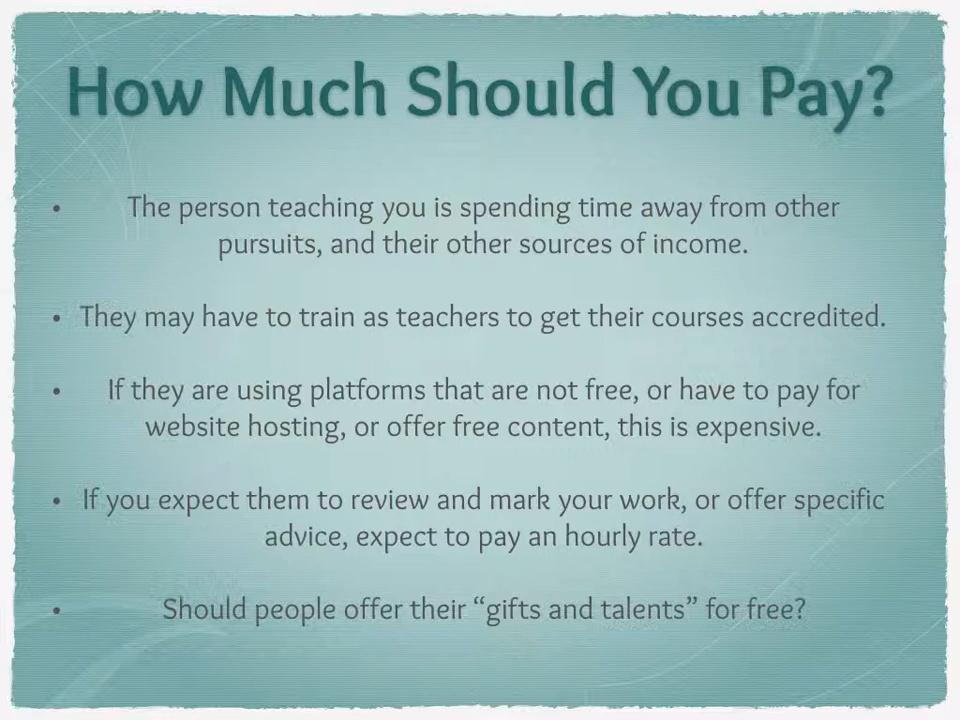 How Much Should You Pay?
• The person teaching you is spending time away from other
pursuits, and their other sources of income.
• They may have to train as teachers to get their courses accredited.
• If they are using platforms that are not free, or have to pay for
website hosting, or offer free content, this is expensive.
• If you expect them to review and mark your work, or offer specific
advice, expect to pay an hourly rate.
• Should people offer their “gifts and talents” for free?